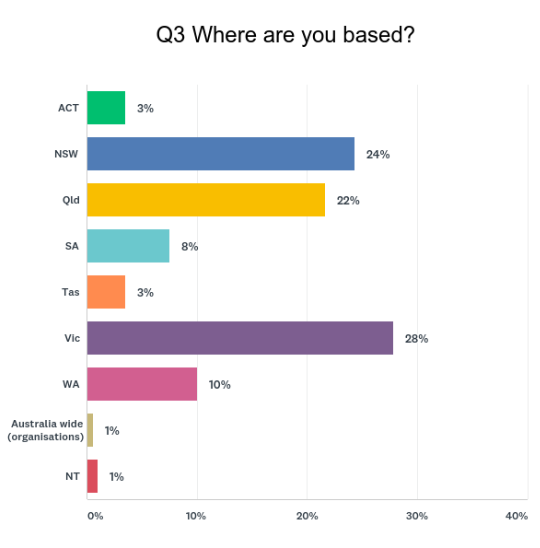 Q3 Where are you based?
ACT 3%
NSW 24%
Qld 22%
SA 8%
Tas 3%
Vic 28%
WA 10%
Australia wide
(organisations) 1%
NT 1%
0% 10% 20% 30% 40%